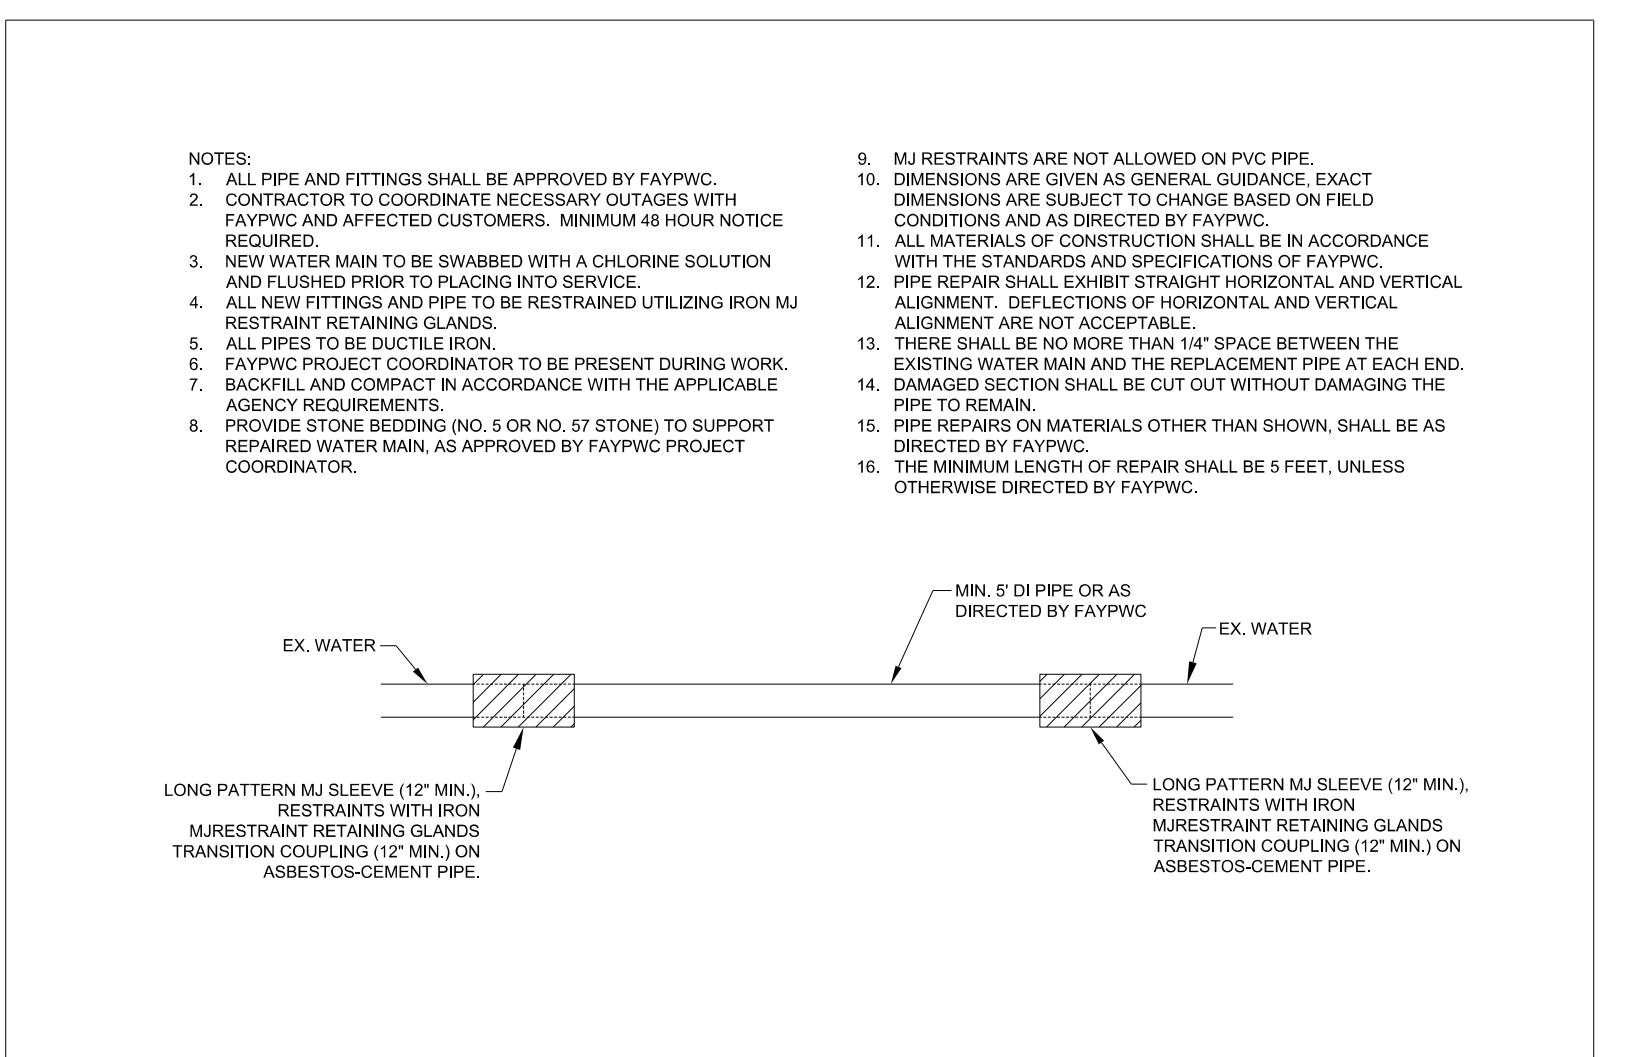 NOTES:
1. ALL PIPE AND FITTINGS SHALL BE APPROVED BY FAYPWC.
2. CONTRACTOR TO COORDINATE NECESSARY OUTAGES WITH
FAYPWC AND AFFECTED CUSTOMERS. MINIMUM 48 HOUR NOTICE
REQUIRED.
3. NEW WATER MAIN TO BE SWABBED WITH A CHLORINE SOLUTION
AND FLUSHED PRIOR TO PLACING INTO SERVICE.
4. ALL NEW FITTINGS AND PIPE TO BE RESTRAINED UTILIZING IRON MJ
RESTRAINT RETAINING GLANDS.
5. ALL PIPES TO BE DUCTILE IRON.
6. FAYPWC PROJECT COORDINATOR TO BE PRESENT DURING WORK.
7. BACKFILL AND COMPACT IN ACCORDANCE WITH THE APPLICABLE
AGENCY REQUIREMENTS.
8. PROVIDE STONE BEDDING (NO. 5 OR NO. 57 STONE) TO SUPPORT
REPAIRED WATER MAIN, AS APPROVED BY FAYPWC PROJECT
COORDINATOR.
9. MJ RESTRAINTS ARE NOT ALLOWED ON PVC PIPE.
10. DIMENSIONS ARE GIVEN AS GENERAL GUIDANCE, EXACT
DIMENSIONS ARE SUBJECT TO CHANGE BASED ON FIELD
CONDITIONS AND AS DIRECTED BY FAYPWC.
11. ALL MATERIALS OF CONSTRUCTION SHALL BE IN ACCORDANCE
WITH THE STANDARDS AND SPECIFICATIONS OF FAYPWC.
12. PIPE REPAIR SHALL EXHIBIT STRAIGHT HORIZONTAL AND VERTICAL
ALIGNMENT. DEFLECTIONS OF HORIZONTAL AND VERTICAL
ALIGNMENT ARE NOT ACCEPTABLE.
13. THERE SHALL BE NO MORE THAN 1/4" SPACE BETWEEN THE
EXISTING WATER MAIN AND THE REPLACEMENT PIPE AT EACH END.
14. DAMAGED SECTION SHALL BE CUT OUT WITHOUT DAMAGING THE
PIPE TO REMAIN.
15. PIPE REPAIRS ON MATERIALS OTHER THAN SHOWN, SHALL BE AS
DIRECTED BY FAYPWC.
16. THE MINIMUM LENGTH OF REPAIR SHALL BE 5 FEET, UNLESS
OTHERWISE DIRECTED BY FAYPWC.
MIN. 5' DI PIPE OR AS
DIRECTED BY FAYPWC
EX. WATER
EX. WATER
LONG PATTERN MJ SLEEVE (12" MIN.),
RESTRAINTS WITH IRON
MJRESTRAINT RETAINING GLANDS
TRANSITION COUPLING (12" MIN.) ON
ASBESTOS-CEMENT PIPE.
LONG PATTERN MJ SLEEVE (12" MIN.),
RESTRAINTS WITH IRON
MJRESTRAINT RETAINING GLANDS
TRANSITION COUPLING (12" MIN.) ON
ASBESTOS-CEMENT PIPE.